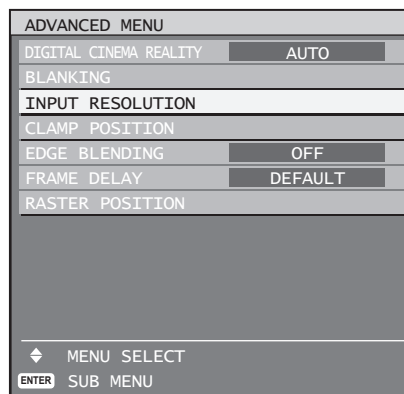 ADVANCED MENU
DIGITAL CINEMA REALITY AUTO
BLANKING
INPUT RESOLUTION
CLAMP POSITION
EDGE BLENDING OFF
FRAME DELAY DEFAULT
RASTER POSITION
MENU SELECT
ENTER SUB MENU